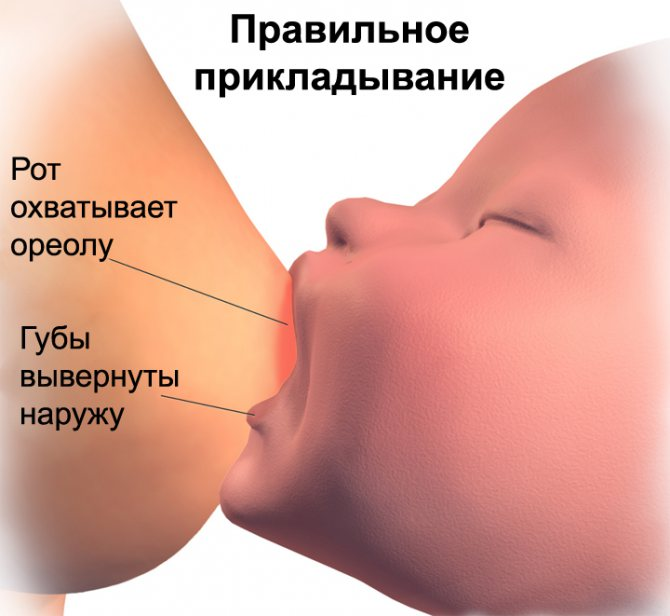 Правильное
прикладывание
Рот
охватывает
ореолу
Губы
вывернуты
наружу